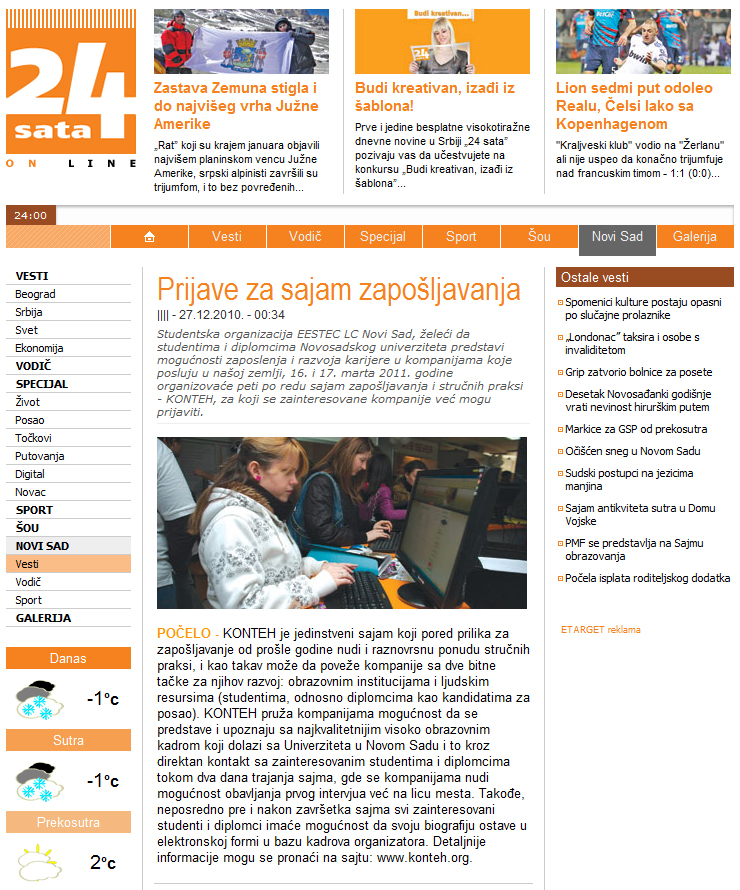 24
sata
ON LINE
Zastava Zemuna stigla i
do najvišeg vrha Južne
Amerike
„Rat” koji su krajem januara objavili
najvišem planinskom vencu Južne
Amerike, srpski alpinisti završili su
trijumfom, i to bez povređenih...
Budi kreativan...
24
Budi kreativan, izađi iz
šablona!
Prve i jedine besplatne visokotiražne
dnevne novine u Srbiji „24 sata”
pozivaju vas da učestvujete na
konkursu „Budi kreativan, izađi iz
šablona”...
bwin
Lion sedmi put odoleo
Realu, Čelsi lako sa
Kopenhagenom
"Kraljveski klub" vodio na "Žerlanu"
ali nije uspeo da konačno trijumfuje
nad francuskim timom - 1:1 (0:0)...
24:00
Vesti
Vodič
Specijal
Sport
Šou
Novi Sad
Galerija
VESTI
Beograd
Srbija
Svet
Ekonomija
VODIČ
SPECIJAL
Život
Posao
Točkovi
Putovanja
Digital
Novac
SPORT
ŠOU
NOVI SAD
Vesti
Vodič
Sport
GALERIJA
Danas
-1°c
Sutra
-1°c
Prekosutra
2°c
Prijave za sajam zapošljavanja
|||| - 27.12.2010. - 00:34
Studentska organizacija EESTEC LC Novi Sad, želeći da
studentima i diplomcima Novosadskog univerziteta predstavi
mogućnosti zaposlenja i razvoja karijere u kompanijama koje
posluju u našoj zemlji, 16. i 17. marta 2011. godine
organizovaće peti po redu sajam zapošljavanja i stručnih praksi
- KONTEH, za koji se zainteresovane kompanije već mogu
prijaviti.
POČELO - KONTEH je jedinstveni sajam koji pored prilika za
zapošljavanje od prošle godine nudi i raznovrsnu ponudu stručnih
praksi, i kao takav može da poveže kompanije sa dve bitne
tačke za njihov razvoj: obrazovnim institucijama i ljudskim
resursima (studentima, odnosno diplomcima kao kandidatima za
posao). KONTEH pruža kompanijama mogućnost da se
predstave i upoznaju sa najkvalitetnijim visoko obrazovnim
kadrom koji dolazi sa Univerziteta u Novom Sadu i to kroz
direktan kontakt sa zainteresovanim studentima i diplomcima
tokom dva dana trajanja sajma, gde se kompanijama nudi
mogućnost obavljanja prvog intervjua već na licu mesta. Takođe,
neposredno pre i nakon završetka sajma svi zainteresovani
studenti i diplomci imaće mogućnost da svoju biografiju ostave u
elektronskoj formi u bazu kadrova organizatora. Detaljnije
informacije mogu se pronaći na sajtu: www.konteh.org.
Ostale vesti
Spomenici kulture postaju opasni
po slučajne prolaznike
„Londonac” taksira i osobe s
invaliditetom
Grip zatvorio bolnice za posete
Desetak Novosađanki godišnje
vrati nevinost hirurškim putem
Markice za GSP od prekosutra
Očišćen sneg u Novom Sadu
Sudski postupci na jezicima
manjina
Sajam antikviteta sutra u Domu
Vojske
PMF se predstavlja na Sajmu
obrazovanja
Počela isplata roditeljskog dodatka
ETARGET reklama